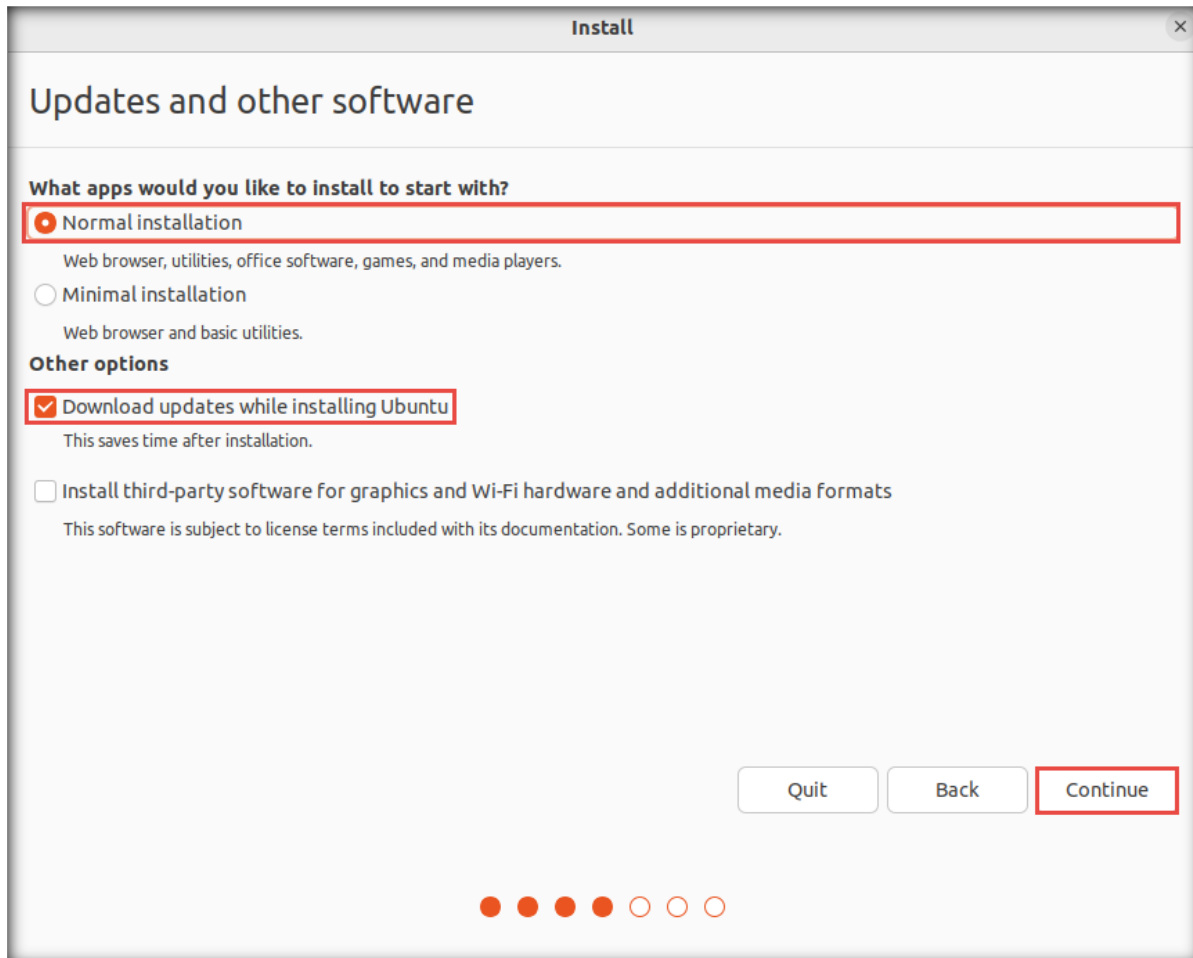 Install
Updates and other software
What apps would you like to install to start with?
Normal installation
Web browser, utilities, office software, games, and media players.
Minimal installation
Web browser and basic utilities.
Other options
Download updates while installing Ubuntu
This saves time after installation.
Install third-party software for graphics and Wi-Fi hardware and additional media formats
This software is subject to license terms included with its documentation. Some is proprietary.
Quit Back Continue